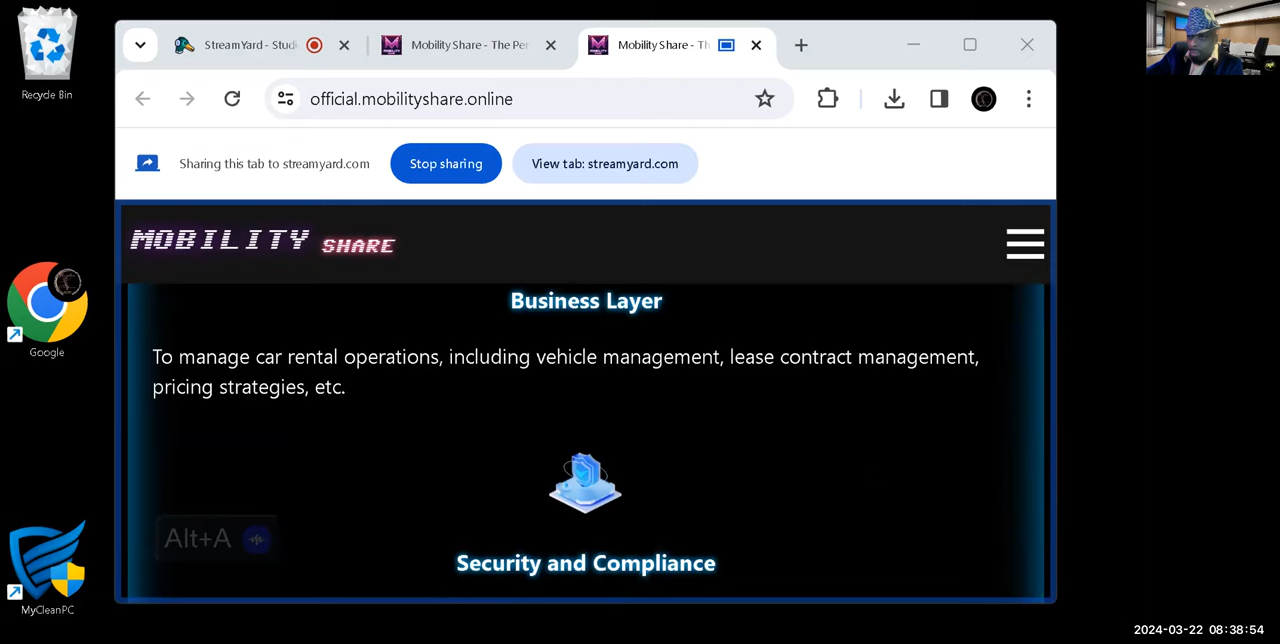 StreamYard - Studi
Mobility Share - The Per
Mobility Share - Th
official.mobilityshare.online
Sharing this tab to streamyard.com
Stop sharing
View tab: streamyard.com
MOBILITY SHARE
Business Layer
To manage car rental operations, including vehicle management, lease contract management,
pricing strategies, etc.
Alt+A
Security and Compliance
Recycle Bin
Google
MyCleanPC
2024-03-22 08:38:54